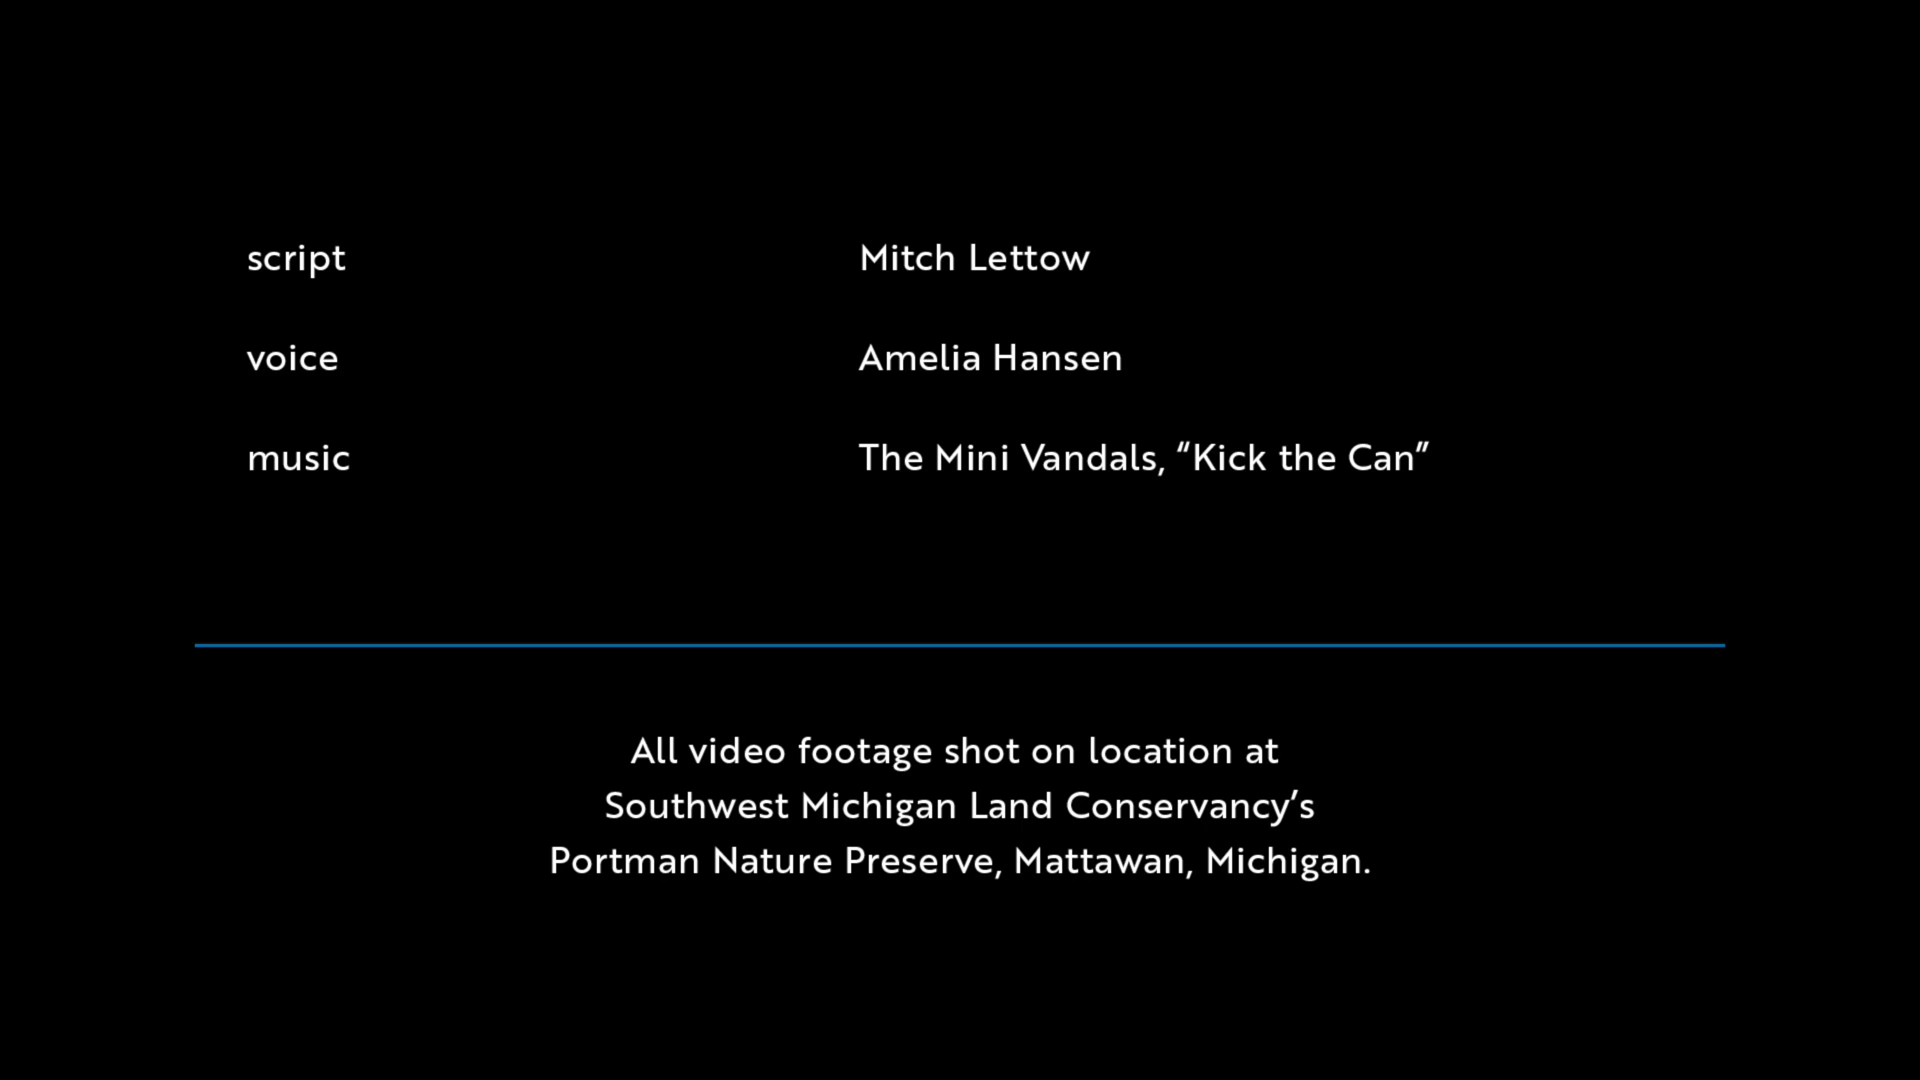 script Mitch Lettow
voice Amelia Hansen
music The Mini Vandals, “Kick the Can”
All video footage shot on location at
Southwest Michigan Land Conservancy’s
Portman Nature Preserve, Mattawan, Michigan.